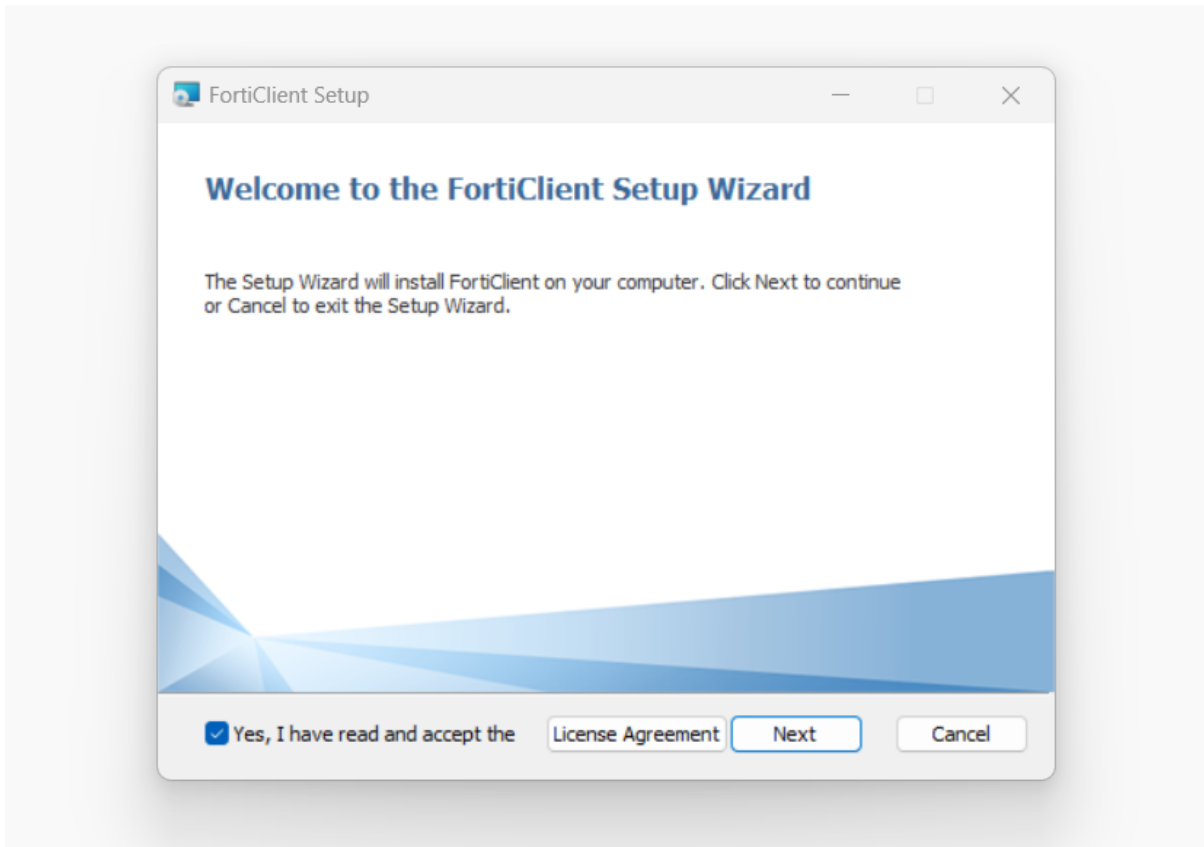 FortiClient Setup
Welcome to the FortiClient Setup Wizard
The Setup Wizard will install FortiClient on your computer. Click Next to continue
or Cancel to exit the Setup Wizard.
Yes, I have read and accept the License Agreement Next Cancel